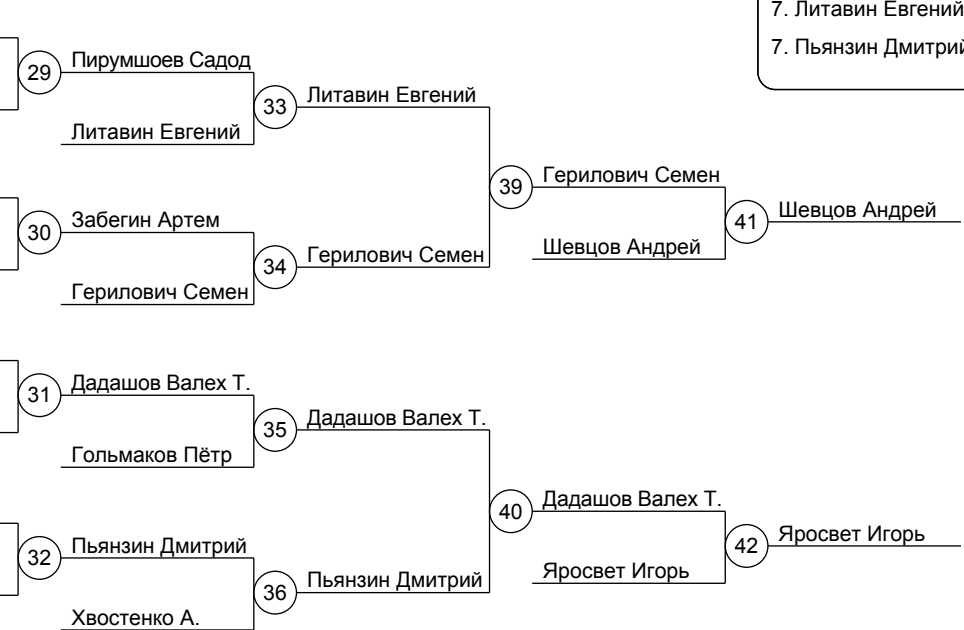 7. Литавин Евгений
7. Пьянзин Дмитрий
29
Пирумшоев Садод
Литавин Евгений
33
Литавин Евгений
30
Забегин Артем
Герилович Семен
34
Герилович Семен
39
Герилович Семен
Шевцов Андрей
41
Шевцов Андрей
31
Дадашов Валех Т.
Гольмаков Пётр
35
Дадашов Валех Т.
32
Пьянзин Дмитрий
Хвостенко А.
36
Пьянзин Дмитрий
40
Дадашов Валех Т.
Яросвет Игорь
42
Яросвет Игорь